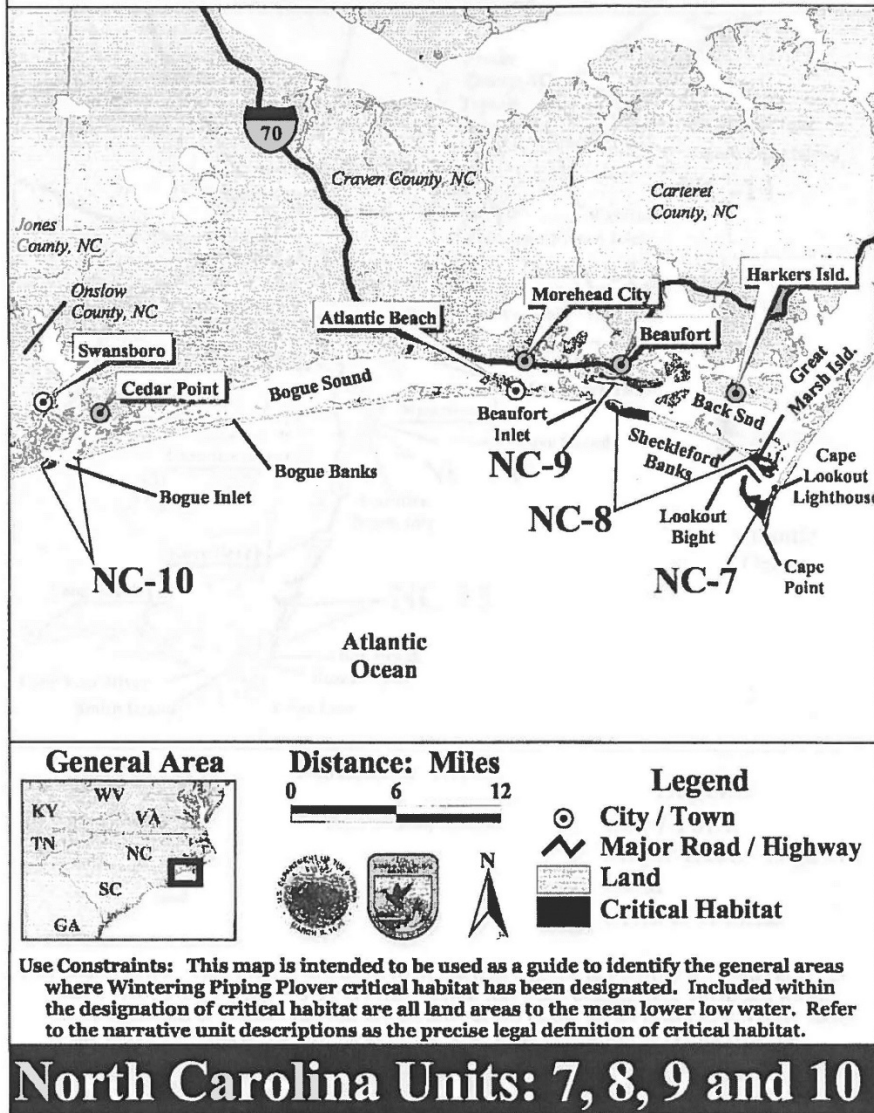 70
Craven County, NC
Carteret
County, NC
Jones
County, NC
Onslow
County, NC
Harkers Isld.
Morehead City
Atlantic Beach
Beaufort
Swansboro
Cedar Point
Bogue Sound
Great
Marsh Isld.
Back Snd
Beaufort
Inlet
Bogue Banks
NC-9
Sheckleford
Banks
Cape
Lookout
Lighthouse
Bogue Inlet
NC-8
Lookout
Bight
NC-10
NC-7
Cape
Point
Atlantic
Ocean
General Area
WV
KY
VA
TN
NC
SC
GA
Distance: Miles
0 6 12
N
Legend
City / Town
Major Road / Highway
Land
Critical Habitat
Use Constraints: This map is intended to be used as a guide to identify the general areas
where Wintering Piping Plover critical habitat has been designated. Included within
the designation of critical habitat are all land areas to the mean lower low water. Refer
to the narrative unit descriptions as the precise legal definition of critical habitat.
North Carolina Units: 7, 8, 9 and 10